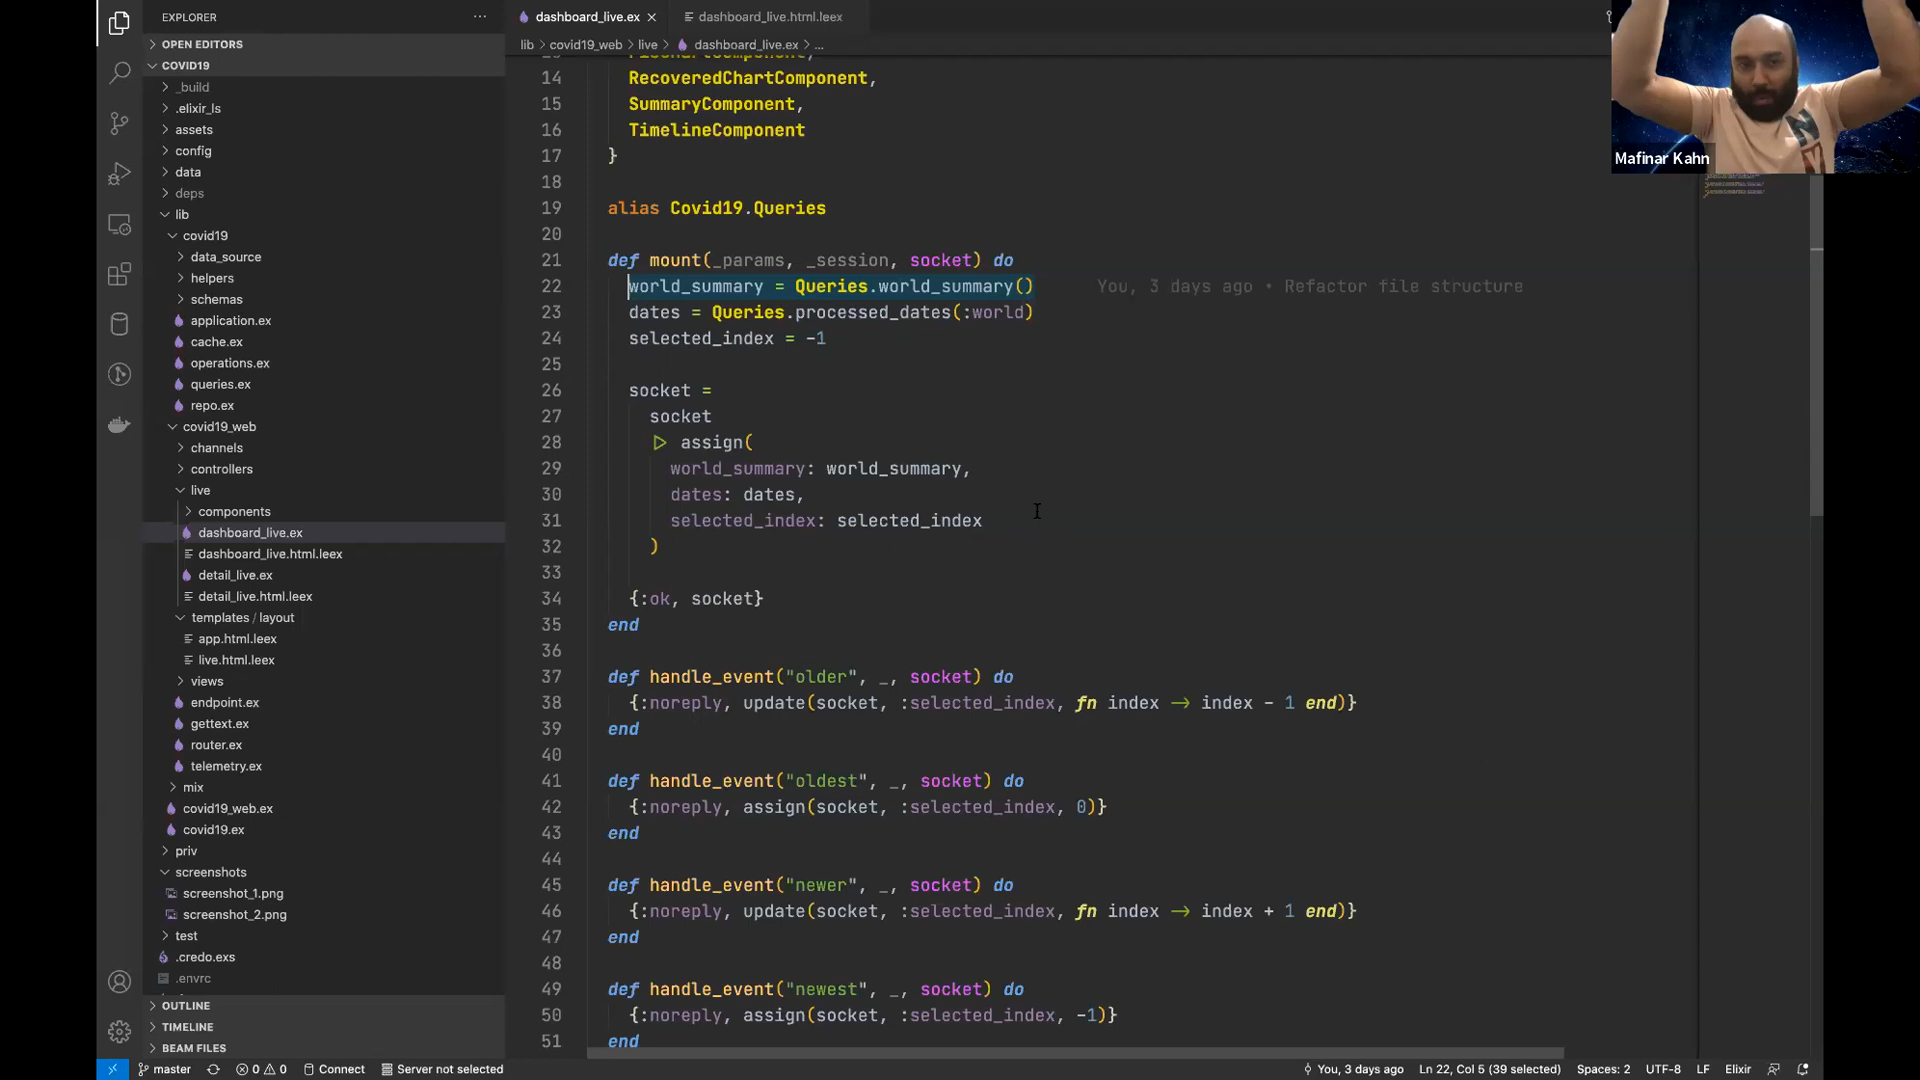 EXPLORER
OPEN EDITORS
COVID19
_build
.elixir_ls
assets
config
data
deps
lib
covid19
data_source
helpers
schemas
application.ex
cache.ex
operations.ex
queries.ex
repo.ex
covid19_web
channels
controllers
live
components
dashboard_live.ex
dashboard_live.html.leex
detail_live.ex
detail_live.html.leex
templates / layout
app.html.leex
live.html.leex
views
endpoint.ex
gettext.ex
router.ex
telemetry.ex
mix
covid19_web.ex
covid19.ex
priv
screenshots
screenshot_1.png
screenshot_2.png
test
.credo.exs
.envrc
OUTLINE
TIMELINE
BEAM FILES
dashboard_live.ex
dashboard_live.html.leex
lib > covid19_web > live > dashboard_live.ex > ...
14 RecoveredChartComponent,
15 SummaryComponent,
16 TimelineComponent
17 }
18
19 alias Covid19.Queries
20
21 def mount(_params, _session, socket) do
22 world_summary = Queries.world_summary() You, 3 days ago • Refactor file structure
23 dates = Queries.processed_dates(:world)
24 selected_index = -1
25
26 socket =
27 socket
28 |> assign(
29 world_summary: world_summary,
30 dates: dates,
31 selected_index: selected_index
32 )
33
34 {:ok, socket}
35 end
36
37 def handle_event("older", _, socket) do
38 {:noreply, update(socket, :selected_index, fn index -> index - 1 end)}
39 end
40
41 def handle_event("oldest", _, socket) do
42 {:noreply, assign(socket, :selected_index, 0)}
43 end
44
45 def handle_event("newer", _, socket) do
46 {:noreply, update(socket, :selected_index, fn index -> index + 1 end)}
47 end
48
49 def handle_event("newest", _, socket) do
50 {:noreply, assign(socket, :selected_index, -1)}
51 end
Mafinar Kahn
master 0 0 Connect Server not selected You, 3 days ago Ln 22, Col 5 (39 selected) Spaces: 2 UTF-8 LF Elixir